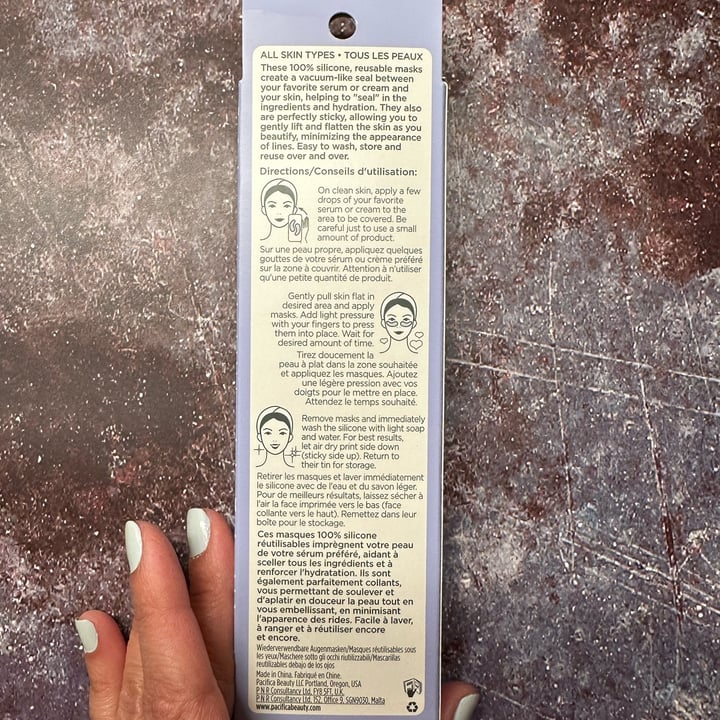 ALL SKIN TYPES • TOUS LES PEAUX
These 100% silicone, reusable masks
create a vacuum-like seal between
your favorite serum or cream and
your skin, helping to "seal" in the
ingredients and hydration. They also
are perfectly sticky, allowing you to
gently lift and flatten the skin as you
beautify, minimizing the appearance
of lines. Easy to wash, store and
reuse over and over.
Directions/Conseils d'utilisation:
On clean skin, apply a few
drops of your favorite
serum or cream to the
area to be covered. Be
careful just to use a small
amount of product.
Sur une peau propre, appliquez quelques
gouttes de votre sérum ou crème préféré
sur la zone à couvrir. Attention à n'utiliser
qu'une petite quantité de produit.
Gently pull skin flat in
desired area and apply
masks. Add light pressure
with your fingers to press
them into place. Wait for
desired amount of time.
Tirez doucement la
peau à plat dans la zone souhaitée
et appliquez les masques. Ajoutez
une légère pression avec vos
doigts pour le mettre en place.
Attendez le temps souhaité.
Remove masks and immediately
wash the silicone with light soap
and water. For best results,
let air dry print side down
(sticky side up). Return to
their tin for storage.
Retirer les masques et laver immédiatement
le silicone avec de l'eau et du savon léger.
Pour de meilleurs résultats, laissez sécher à
l'air la face imprimée vers le bas (face
collante vers le haut). Remettez dans leur
boîte pour le stockage.
Ces masques 100% silicone
réutilisables imprègnent votre peau
de votre sérum préféré, aidant à
sceller tous les ingrédients et à
renforcer l'hydratation. Ils sont
également parfaitement collants,
vous permettant de soulever et
d'aplatir en douceur la peau tout en
vous embellissant, en minimisant
l'apparence des rides. Facile à laver,
à ranger et à réutiliser encore
et encore.
Wiederverwendbare Augenmasken/Masques réutilisables sous
les yeux/Maschere sotto gli occhi riutilizzabili/Mascarillas
reutilizables debajo de los ojos
Made in China. Fabriqué en Chine.
Pacifica Beauty LLC Portland, Oregon, USA
P N R Consultancy Ltd, FY8 5FT, U.K.
P N R Consultancy Ltd, 152, Office 9, SGN9030, Malta
www.pacificabeauty.com